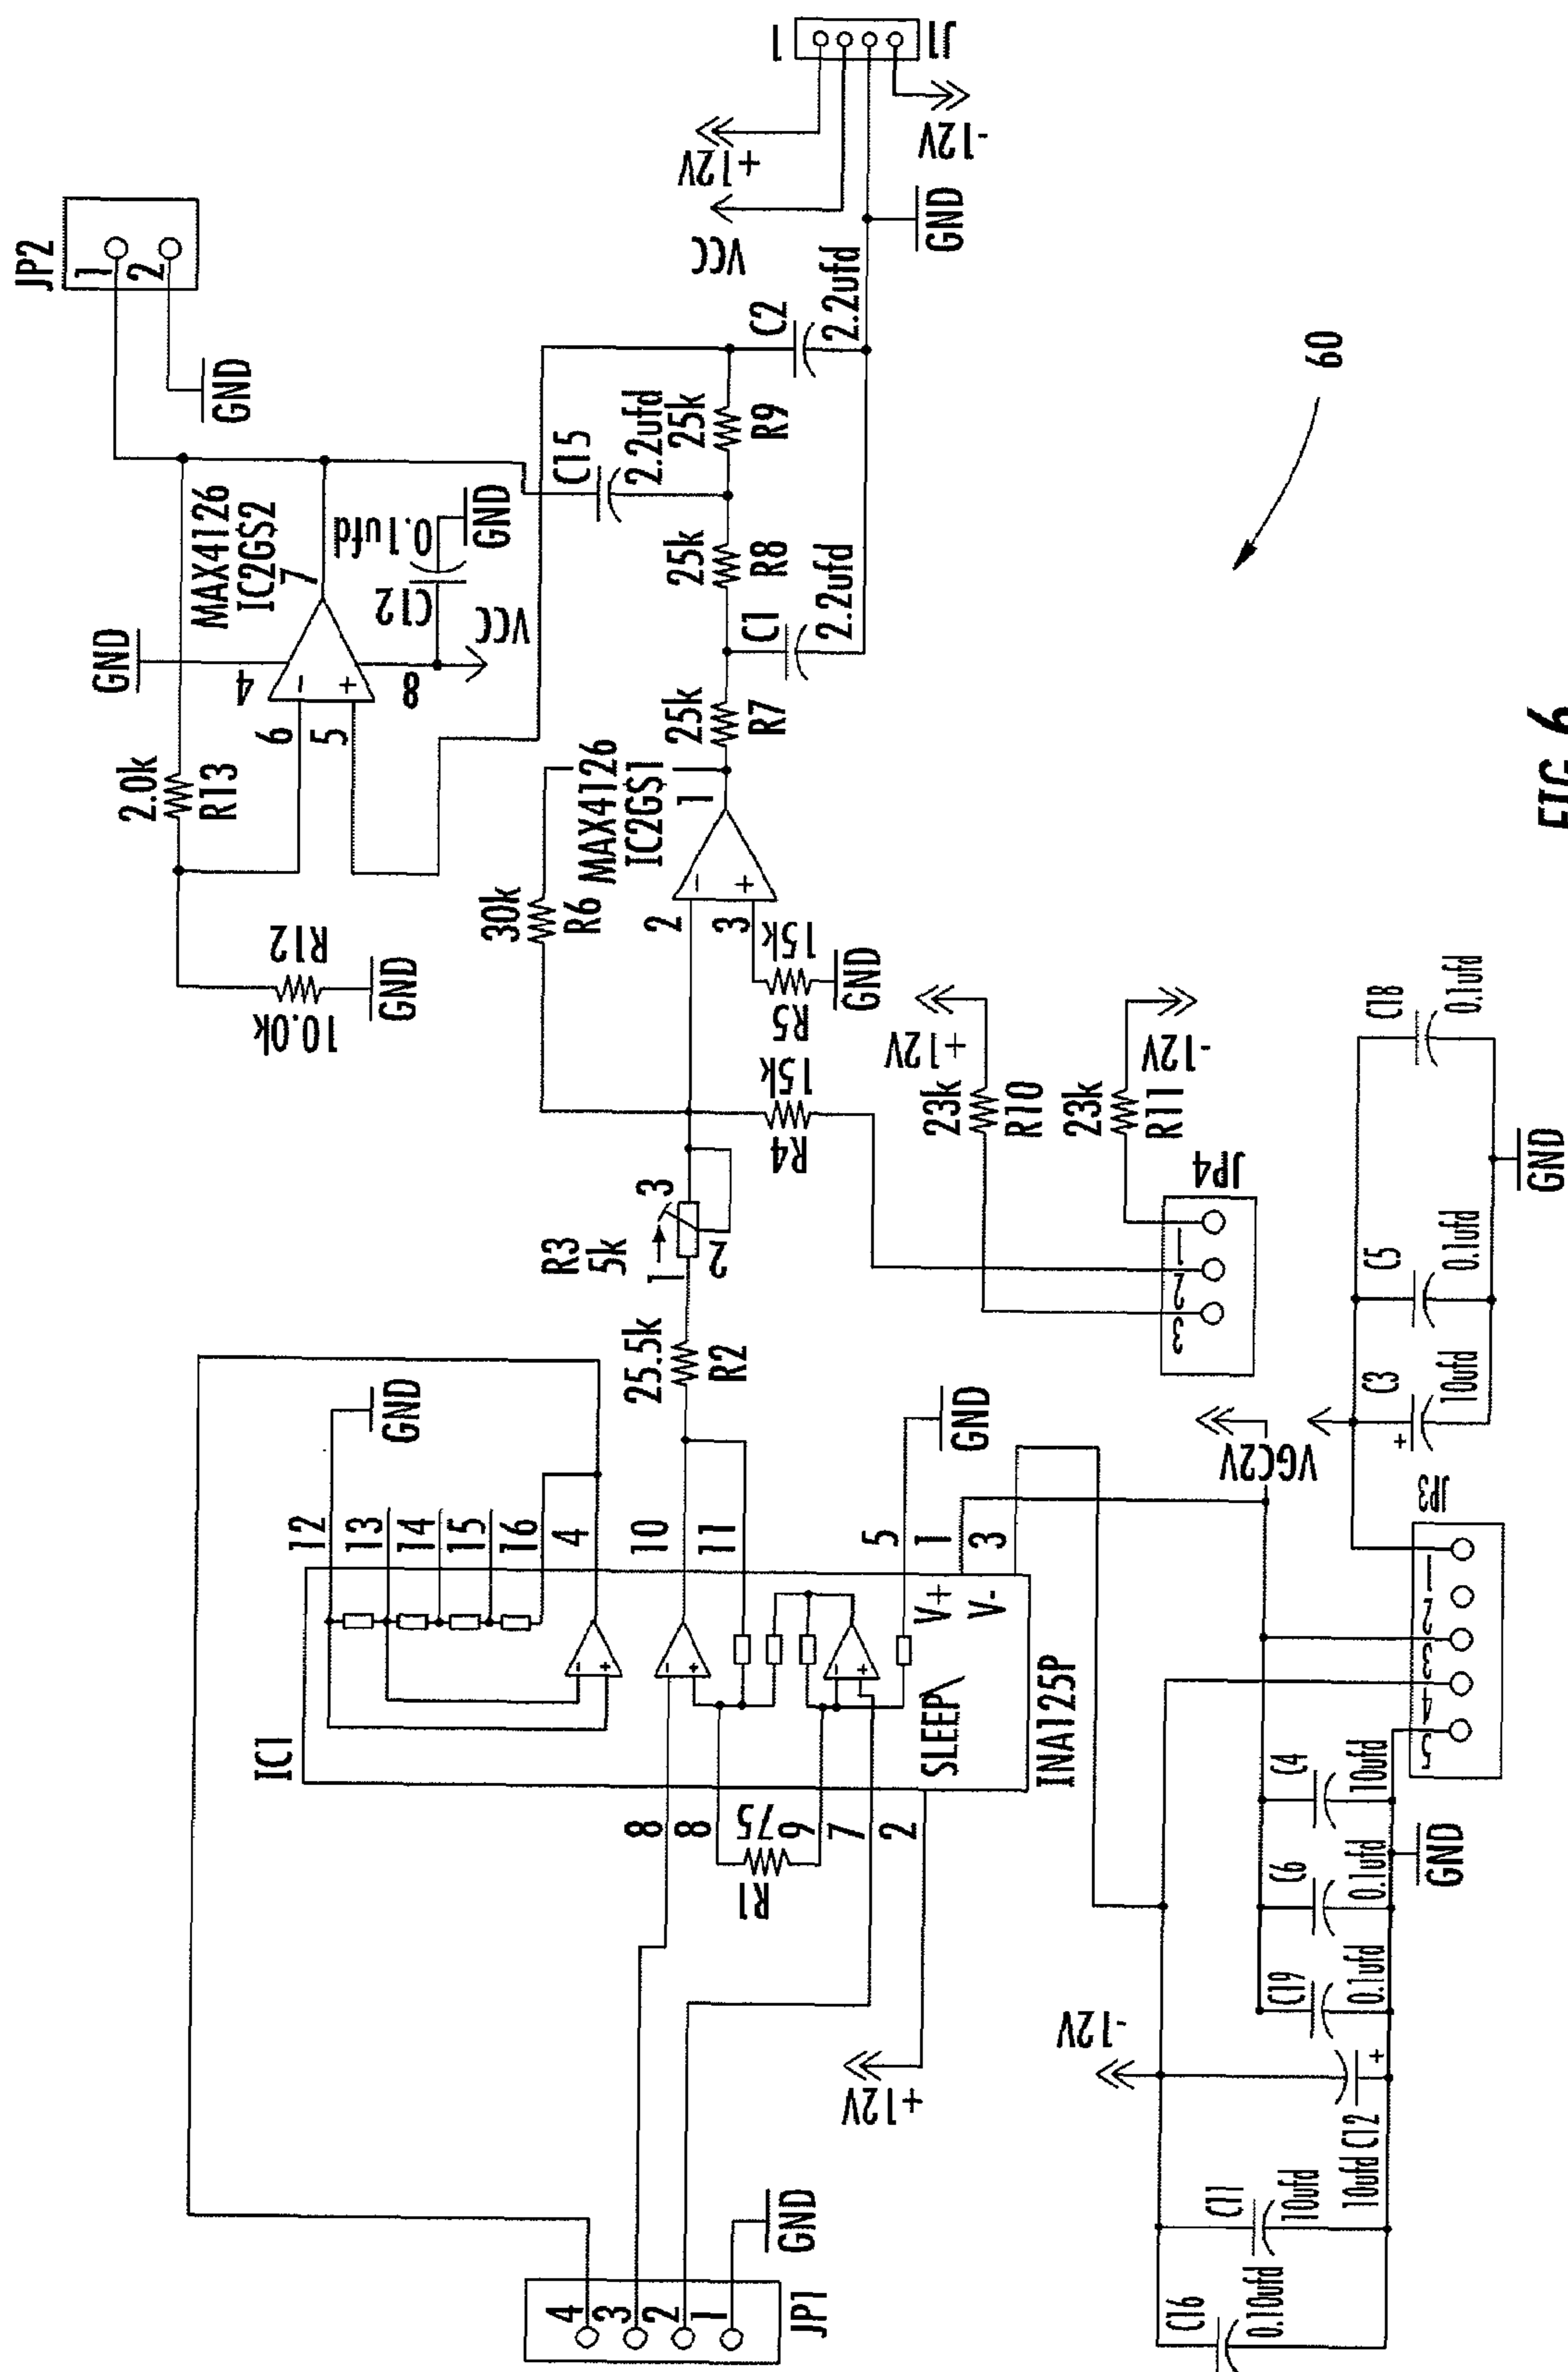 JP2
1
2
GND
J1
1
+12V
VCC
-12V
GND
MAX4126
IC2GS2
7
GND
4
6
5
8
VCC
C12
0.1ufd
GND
2.0k
R13
R12
10.0k
GND
C15
2.2ufd
25k
R9
C2
2.2ufd
25k
R8
C1
2.2ufd
25k
R7
MAX4126
IC2GS1
1
30k
R6
2
3
15k
R5
GND
15k
R4
R3
5k
1
3
2
25.5k
R2
+12V
23k
R10
23k
R11
-12V
JP4
1
2
3
GND
12
13
14
15
16
4
10
11
5
1
3
GND
IC1
V+
V-
SLEEP\
INA125P
8
8
R1
75
9
7
2
+12V
JP1
4
3
2
1
GND
VGC2V
C3
+
10ufd
C5
0.1ufd
C18
0.1ufd
GND
JP3
1
2
3
4
5
C4
10ufd
C6
0.1ufd
C19
0.1ufd
GND
-12V
10ufd C12
+
C11
10ufd
C16
0.10ufd
60
FIG. 6